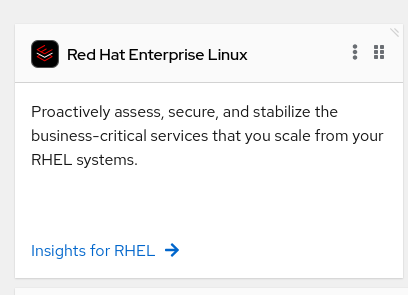 Red Hat Enterprise Linux
Proactively assess, secure, and stabilize the
business-critical services that you scale from your
RHEL systems.
Insights for RHEL